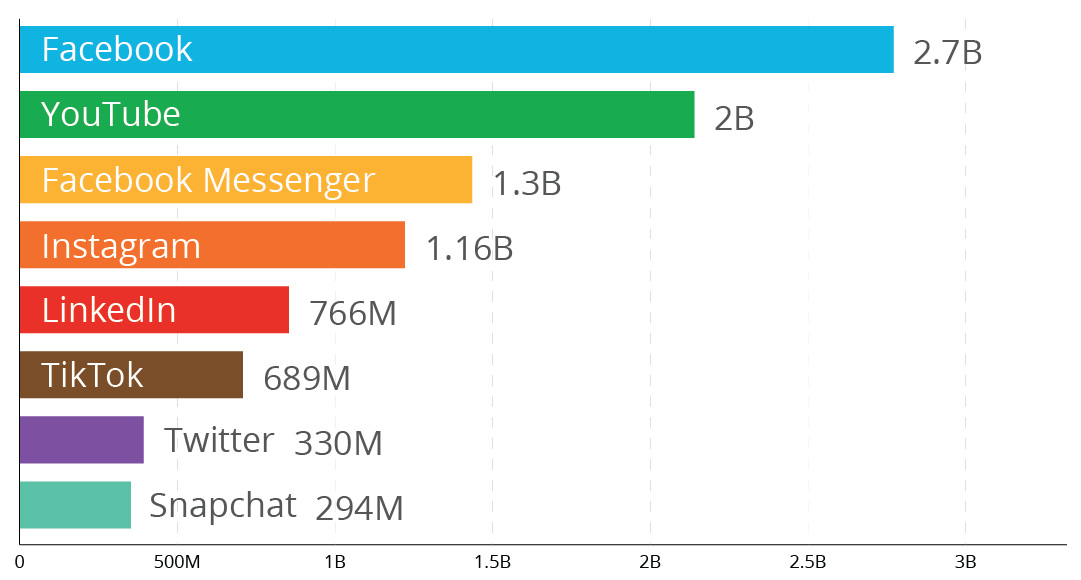 Facebook 2.7B
YouTube 2B
Facebook Messenger 1.3B
Instagram 1.16B
LinkedIn 766M
TikTok 689M
Twitter 330M
Snapchat 294M
0 500M 1B 1.5B 2B 2.5B 3B